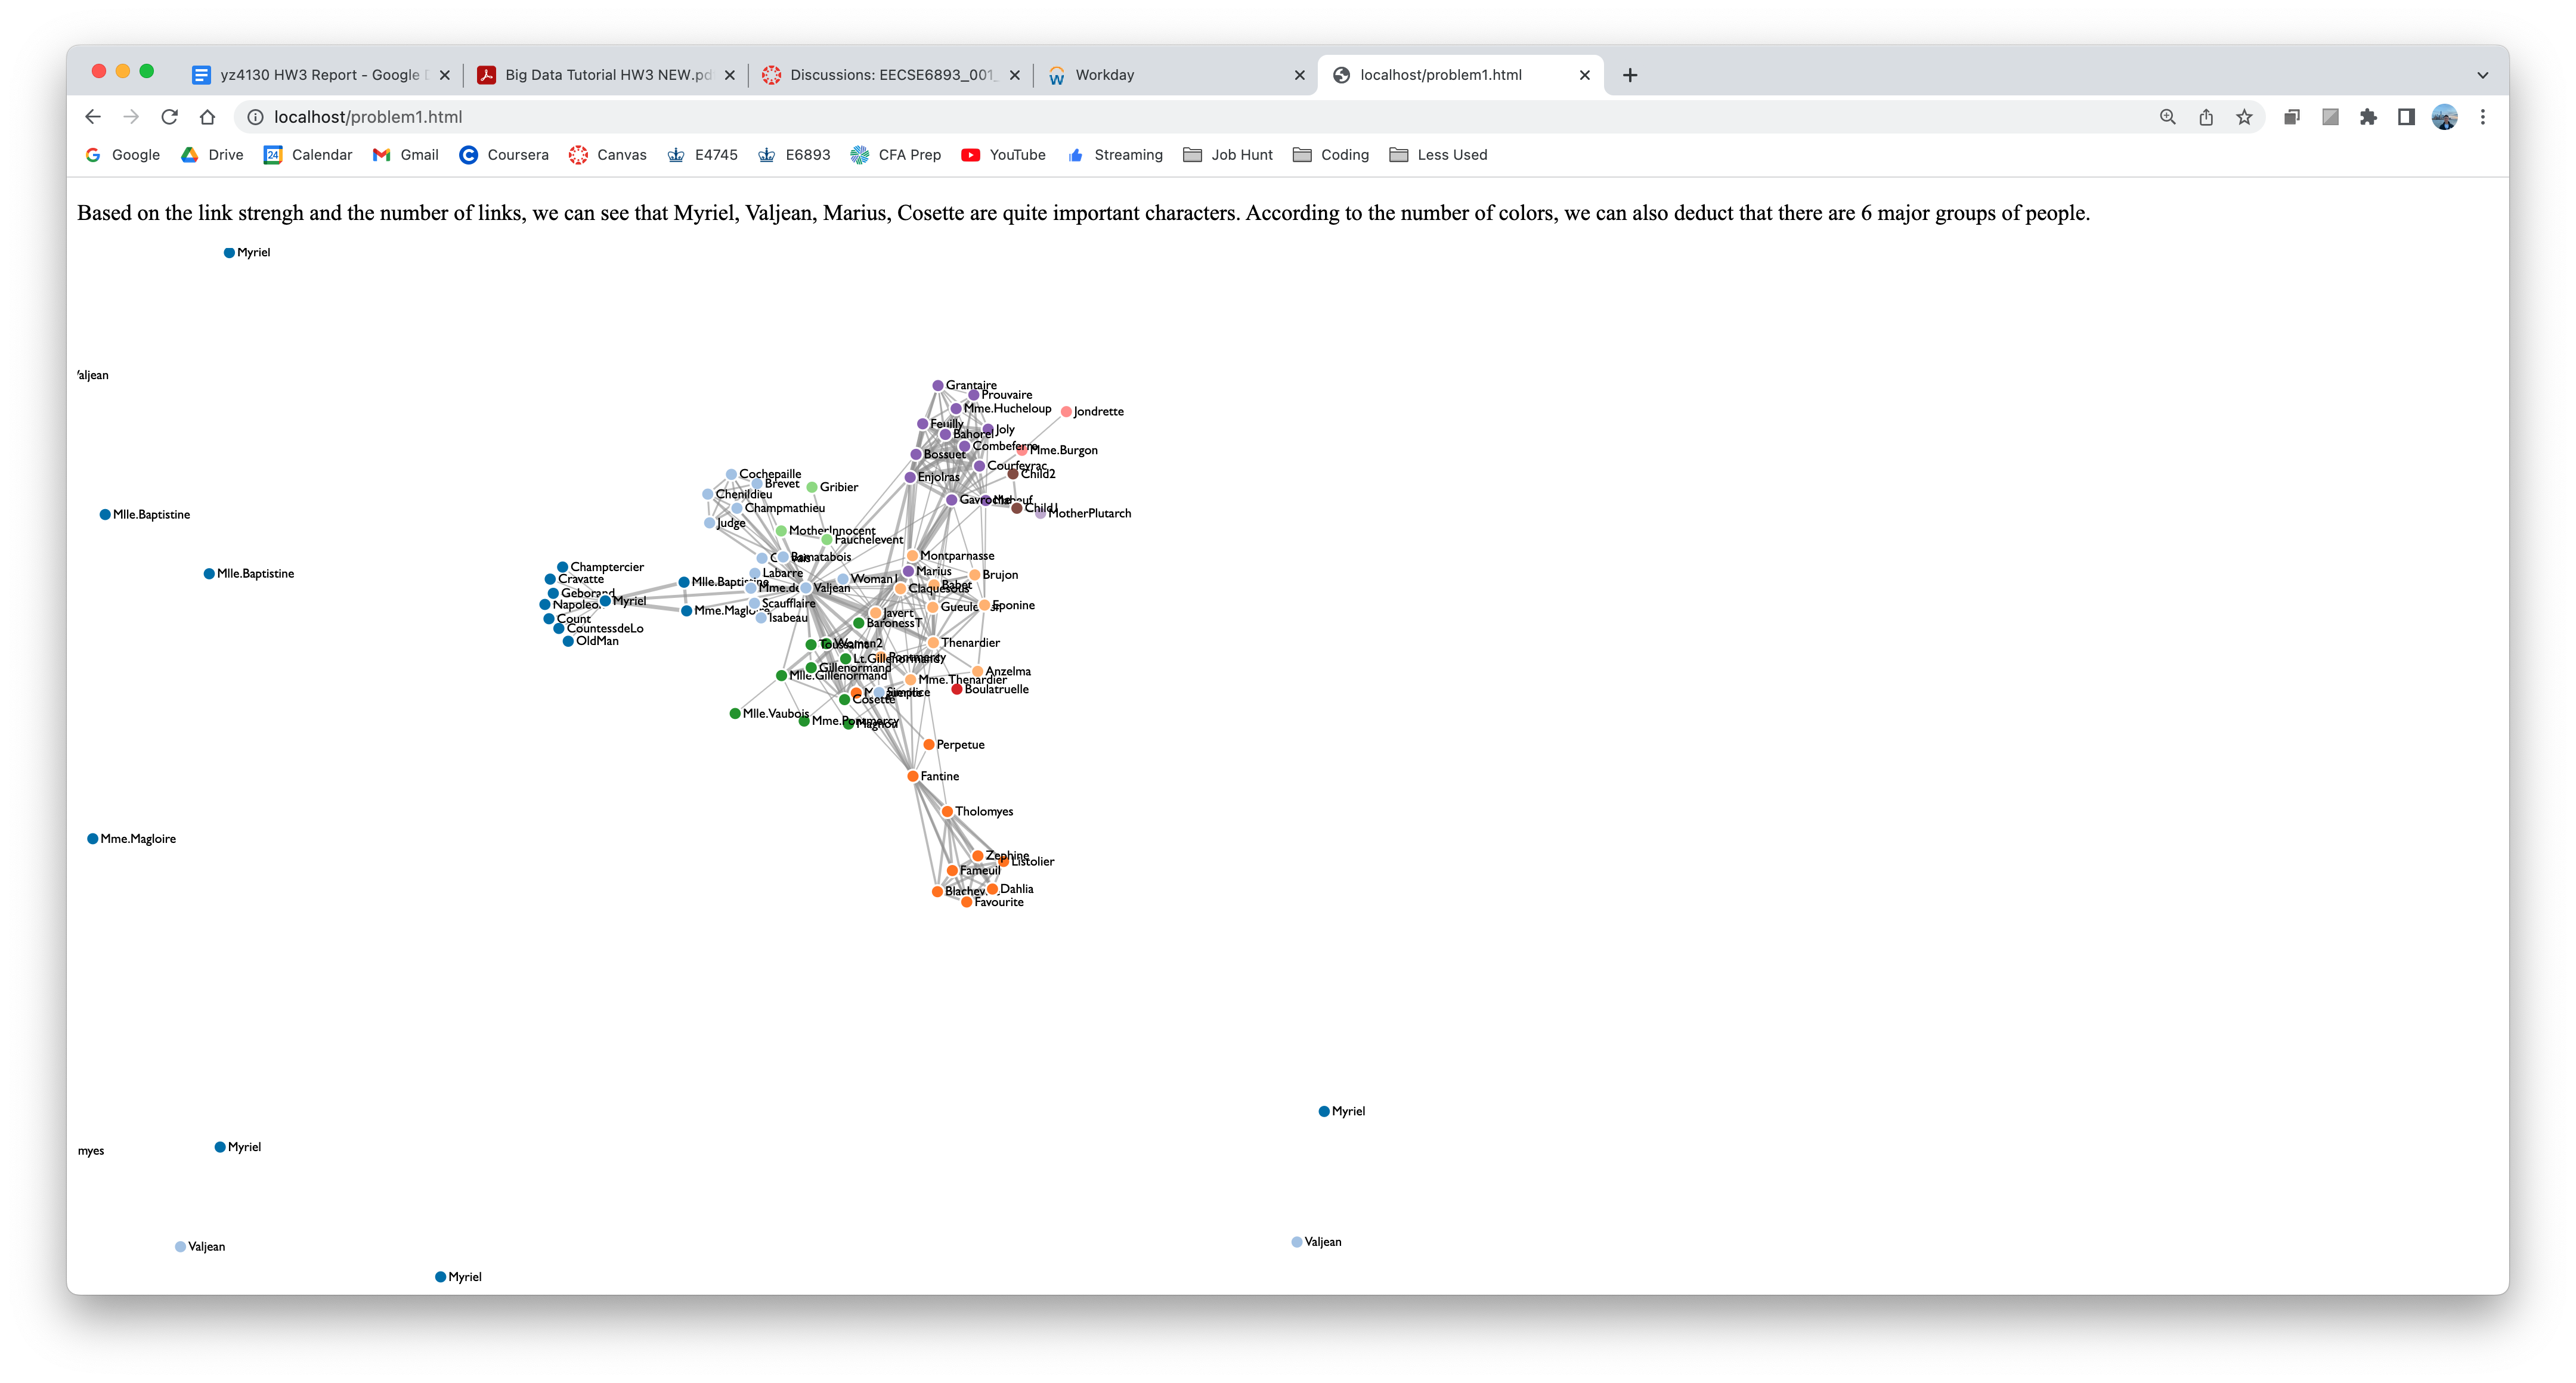 yz4130 HW3 Report - Google
Big Data Tutorial HW3 NEW.pd
Discussions: EECSE6893_001_
Workday
localhost/problem1.html
localhost/problem1.html
Google
Drive
24
Calendar
Gmail
Coursera
Canvas
E4745
E6893
CFA Prep
YouTube
Streaming
Job Hunt
Coding
Less Used
Based on the link strengh and the number of links, we can see that Myriel, Valjean, Marius, Cosette are quite important characters. According to the number of colors, we can also deduct that there are 6 major groups of people.
Myriel
aljean
Grantaire
Prouvaire
Mme.Hucheloup
Jondrette
Feuilly
Joly
Bahorel
Combeferre
Mme.Burgon
Bossuet
Courfeyrac
Child2
Enjolras
Cochepaille
Brevet
Gribier
Chenildieu
Gavroche
Champmathieu
Child1
MotherPlutarch
Mlle.Baptistine
Judge
MotherInnocent
Fauchelevent
Bamatabois
Montparnasse
Champtercier
Labarre
Marius
Brujon
Mlle.Baptistine
Cravatte
Mlle.Baptistine
Woman1
Babet
Mme.de
Valjean
Claquesous
Geborand
Myriel
Napoleo
Scaufflaire
Gueule
Eponine
Mme.Magloire
Count
Isabeau
Javert
BaronessT
CountessdeLo
OldMan
Toussaint
Woman2
Thenardier
Lt.Gillenormand
Pontmercy
Gillenormand
Mlle.Gillenormand
Anzelma
Mme.Thenardier
Simplice
Boulatruelle
Cosette
Mlle.Vaubois
Mme.Pontmercy
Magnon
Perpetue
Fantine
Tholomyes
Mme.Magloire
Zephine
Listolier
Fameuil
Blachev
Dahlia
Favourite
Myriel
Myriel
myes
Valjean
Valjean
Myriel